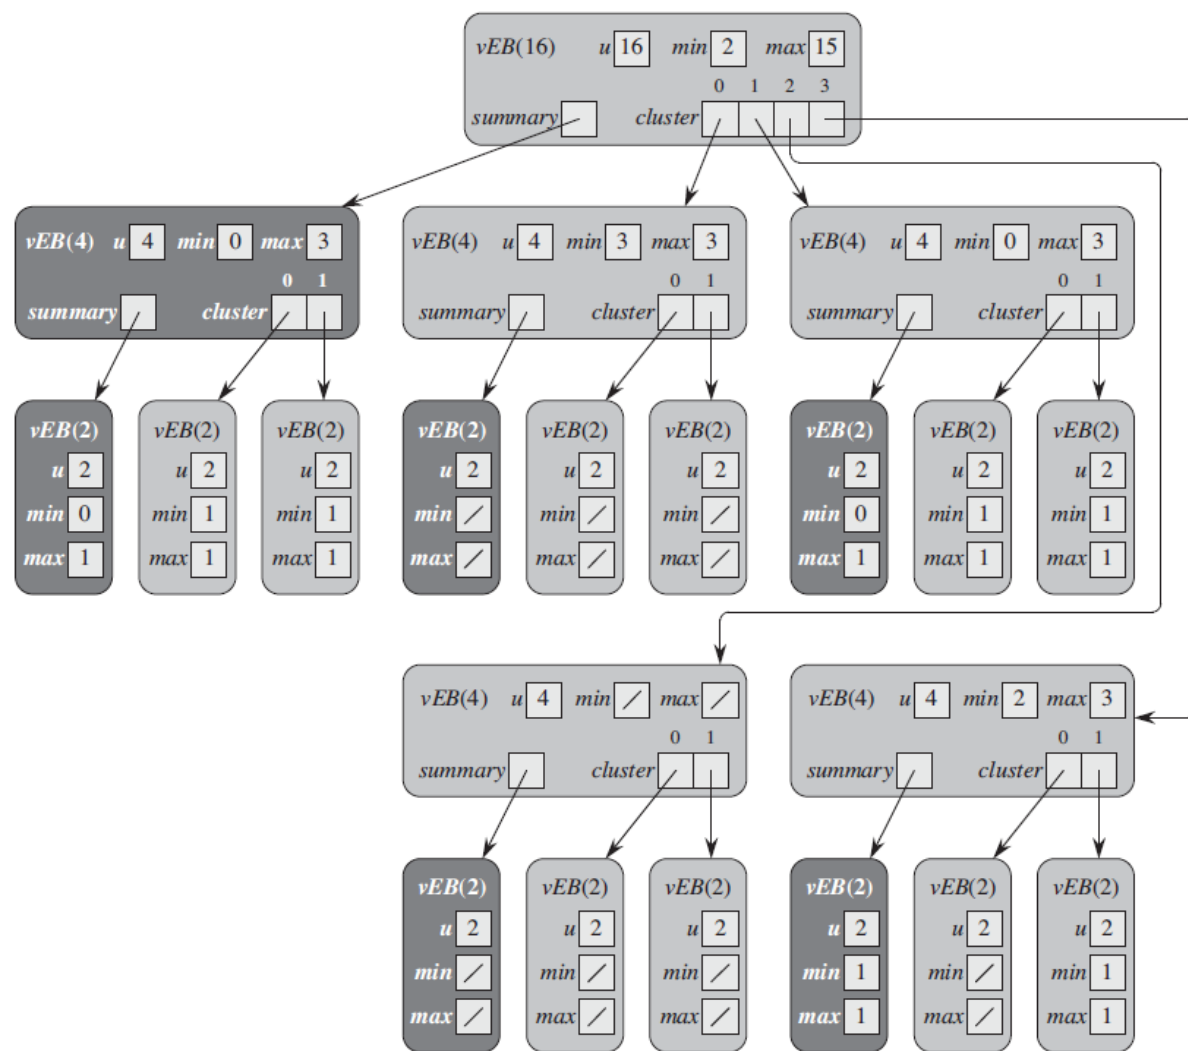 vEB(16) u 16 min 2 max 15
0 1 2 3
summary cluster
vEB(4) u 4 min 0 max 3
0 1
summary cluster
vEB(4) u 4 min 3 max 3
0 1
summary cluster
vEB(4) u 4 min 0 max 3
0 1
summary cluster
vEB(2)
u 2
min 0
max 1
vEB(2)
u 2
min 1
max 1
vEB(2)
u 2
min 1
max 1
vEB(2)
u 2
min /
max /
vEB(2)
u 2
min /
max /
vEB(2)
u 2
min /
max /
vEB(2)
u 2
min 0
max 1
vEB(2)
u 2
min 1
max 1
vEB(2)
u 2
min 1
max 1
vEB(4) u 4 min / max /
0 1
summary cluster
vEB(4) u 4 min 2 max 3
0 1
summary cluster
vEB(2)
u 2
min /
max /
vEB(2)
u 2
min /
max /
vEB(2)
u 2
min /
max /
vEB(2)
u 2
min 1
max 1
vEB(2)
u 2
min /
max /
vEB(2)
u 2
min 1
max 1